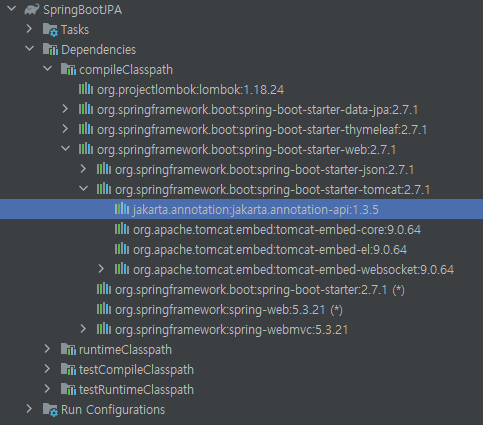 SpringBootJPA
Tasks
Dependencies
compileClasspath
org.projectlombok:lombok:1.18.24
org.springframework.boot:spring-boot-starter-data-jpa:2.7.1
org.springframework.boot:spring-boot-starter-thymeleaf:2.7.1
org.springframework.boot:spring-boot-starter-web:2.7.1
org.springframework.boot:spring-boot-starter-json:2.7.1
org.springframework.boot:spring-boot-starter-tomcat:2.7.1
jakarta.annotation:jakarta.annotation-api:1.3.5
org.apache.tomcat.embed:tomcat-embed-core:9.0.64
org.apache.tomcat.embed:tomcat-embed-el:9.0.64
org.apache.tomcat.embed:tomcat-embed-websocket:9.0.64
org.springframework.boot:spring-boot-starter:2.7.1 (*)
org.springframework:spring-web:5.3.21 (*)
org.springframework:spring-webmvc:5.3.21
runtimeClasspath
testCompileClasspath
testRuntimeClasspath
Run Configurations